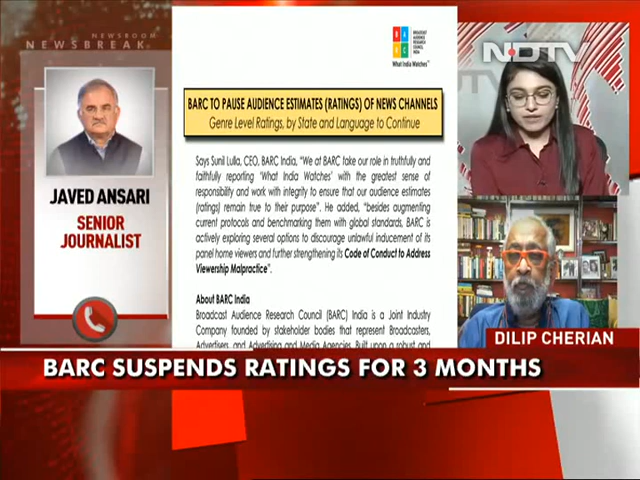 NEWSROOM
NEWSBREAK
JAVED ANSARI
SENIOR
JOURNALIST
BARC
BROADCAST
AUDIENCE
RESEARCH
COUNCIL
INDIA
What India Watches™
BARC TO PAUSE AUDIENCE ESTIMATES (RATINGS) OF NEWS CHANNELS
Genre Level Ratings, by State and Language to Continue
Says Sunil Lulla, CEO, BARC India, "We at BARC take our role in truthfully and
faithfully reporting 'What India Watches' with the greatest sense of
responsibility and work with integrity to ensure that our audience estimates
(ratings) remain true to their purpose". He added, "besides augmenting
current protocols and benchmarking them with global standards, BARC is
actively exploring several options to discourage unlawful inducement of its
panel home viewers and further strengthening its Code of Conduct to Address
Viewership Malpractice".
About BARC India
Broadcast Audience Research Council (BARC) India is a Joint Industry
Company founded by stakeholder bodies that represent Broadcasters,
Advertisers, and Advertising and Media Agencies. Built upon a robust and
NDTV
DILIP CHERIAN
BARC SUSPENDS RATINGS FOR 3 MONTHS